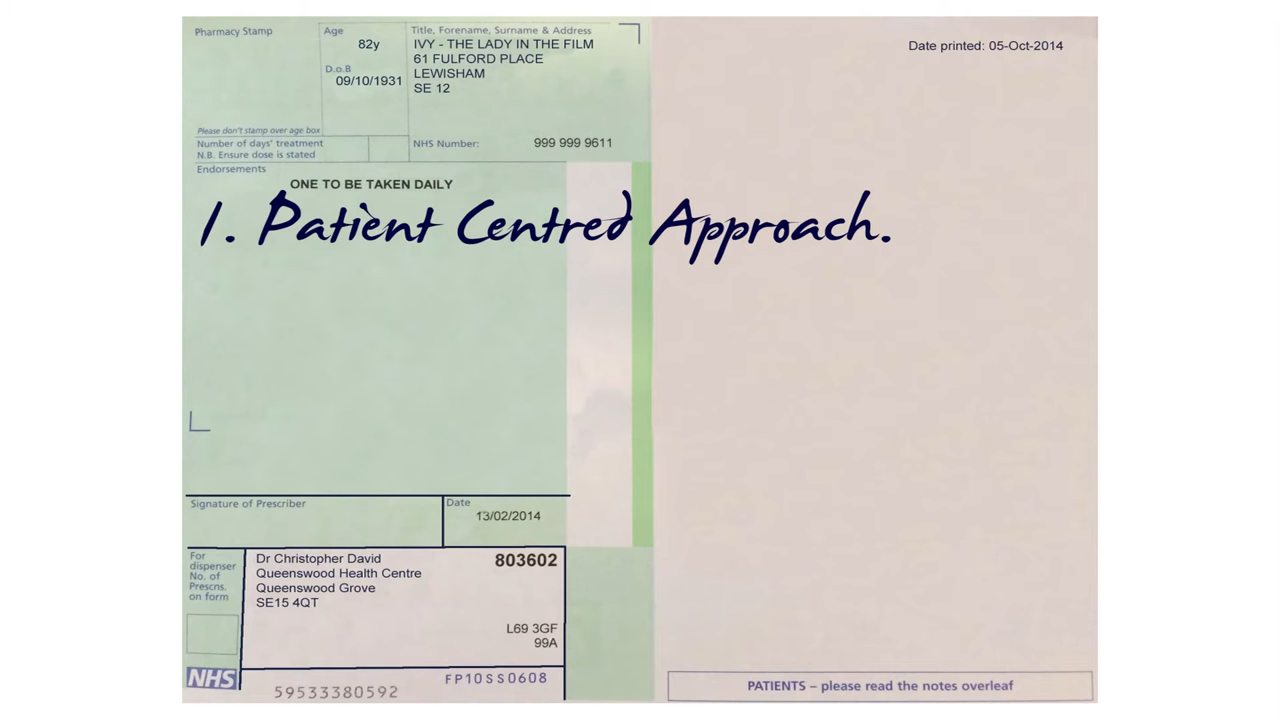 Pharmacy Stamp
Age
82y
D.o.B
09/10/1931
Title, Forename, Surname & Address
IVY - THE LADY IN THE FILM
61 FULFORD PLACE
LEWISHAM
SE 12
Date printed: 05-Oct-2014
Please don't stamp over age box
Number of days' treatment
N.B. Ensure dose is stated
NHS Number: 999 999 9611
Endorsements
ONE TO BE TAKEN DAILY
1. Patient Centred Approach.
Signature of Prescriber
Date
13/02/2014
For
dispenser
No. of
Prescns.
on form
Dr Christopher David 803602
Queenswood Health Centre
Queenswood Grove
SE15 4QT
L69 3GF
99A
NHS
59533380592
FP10SS0608
PATIENTS – please read the notes overleaf